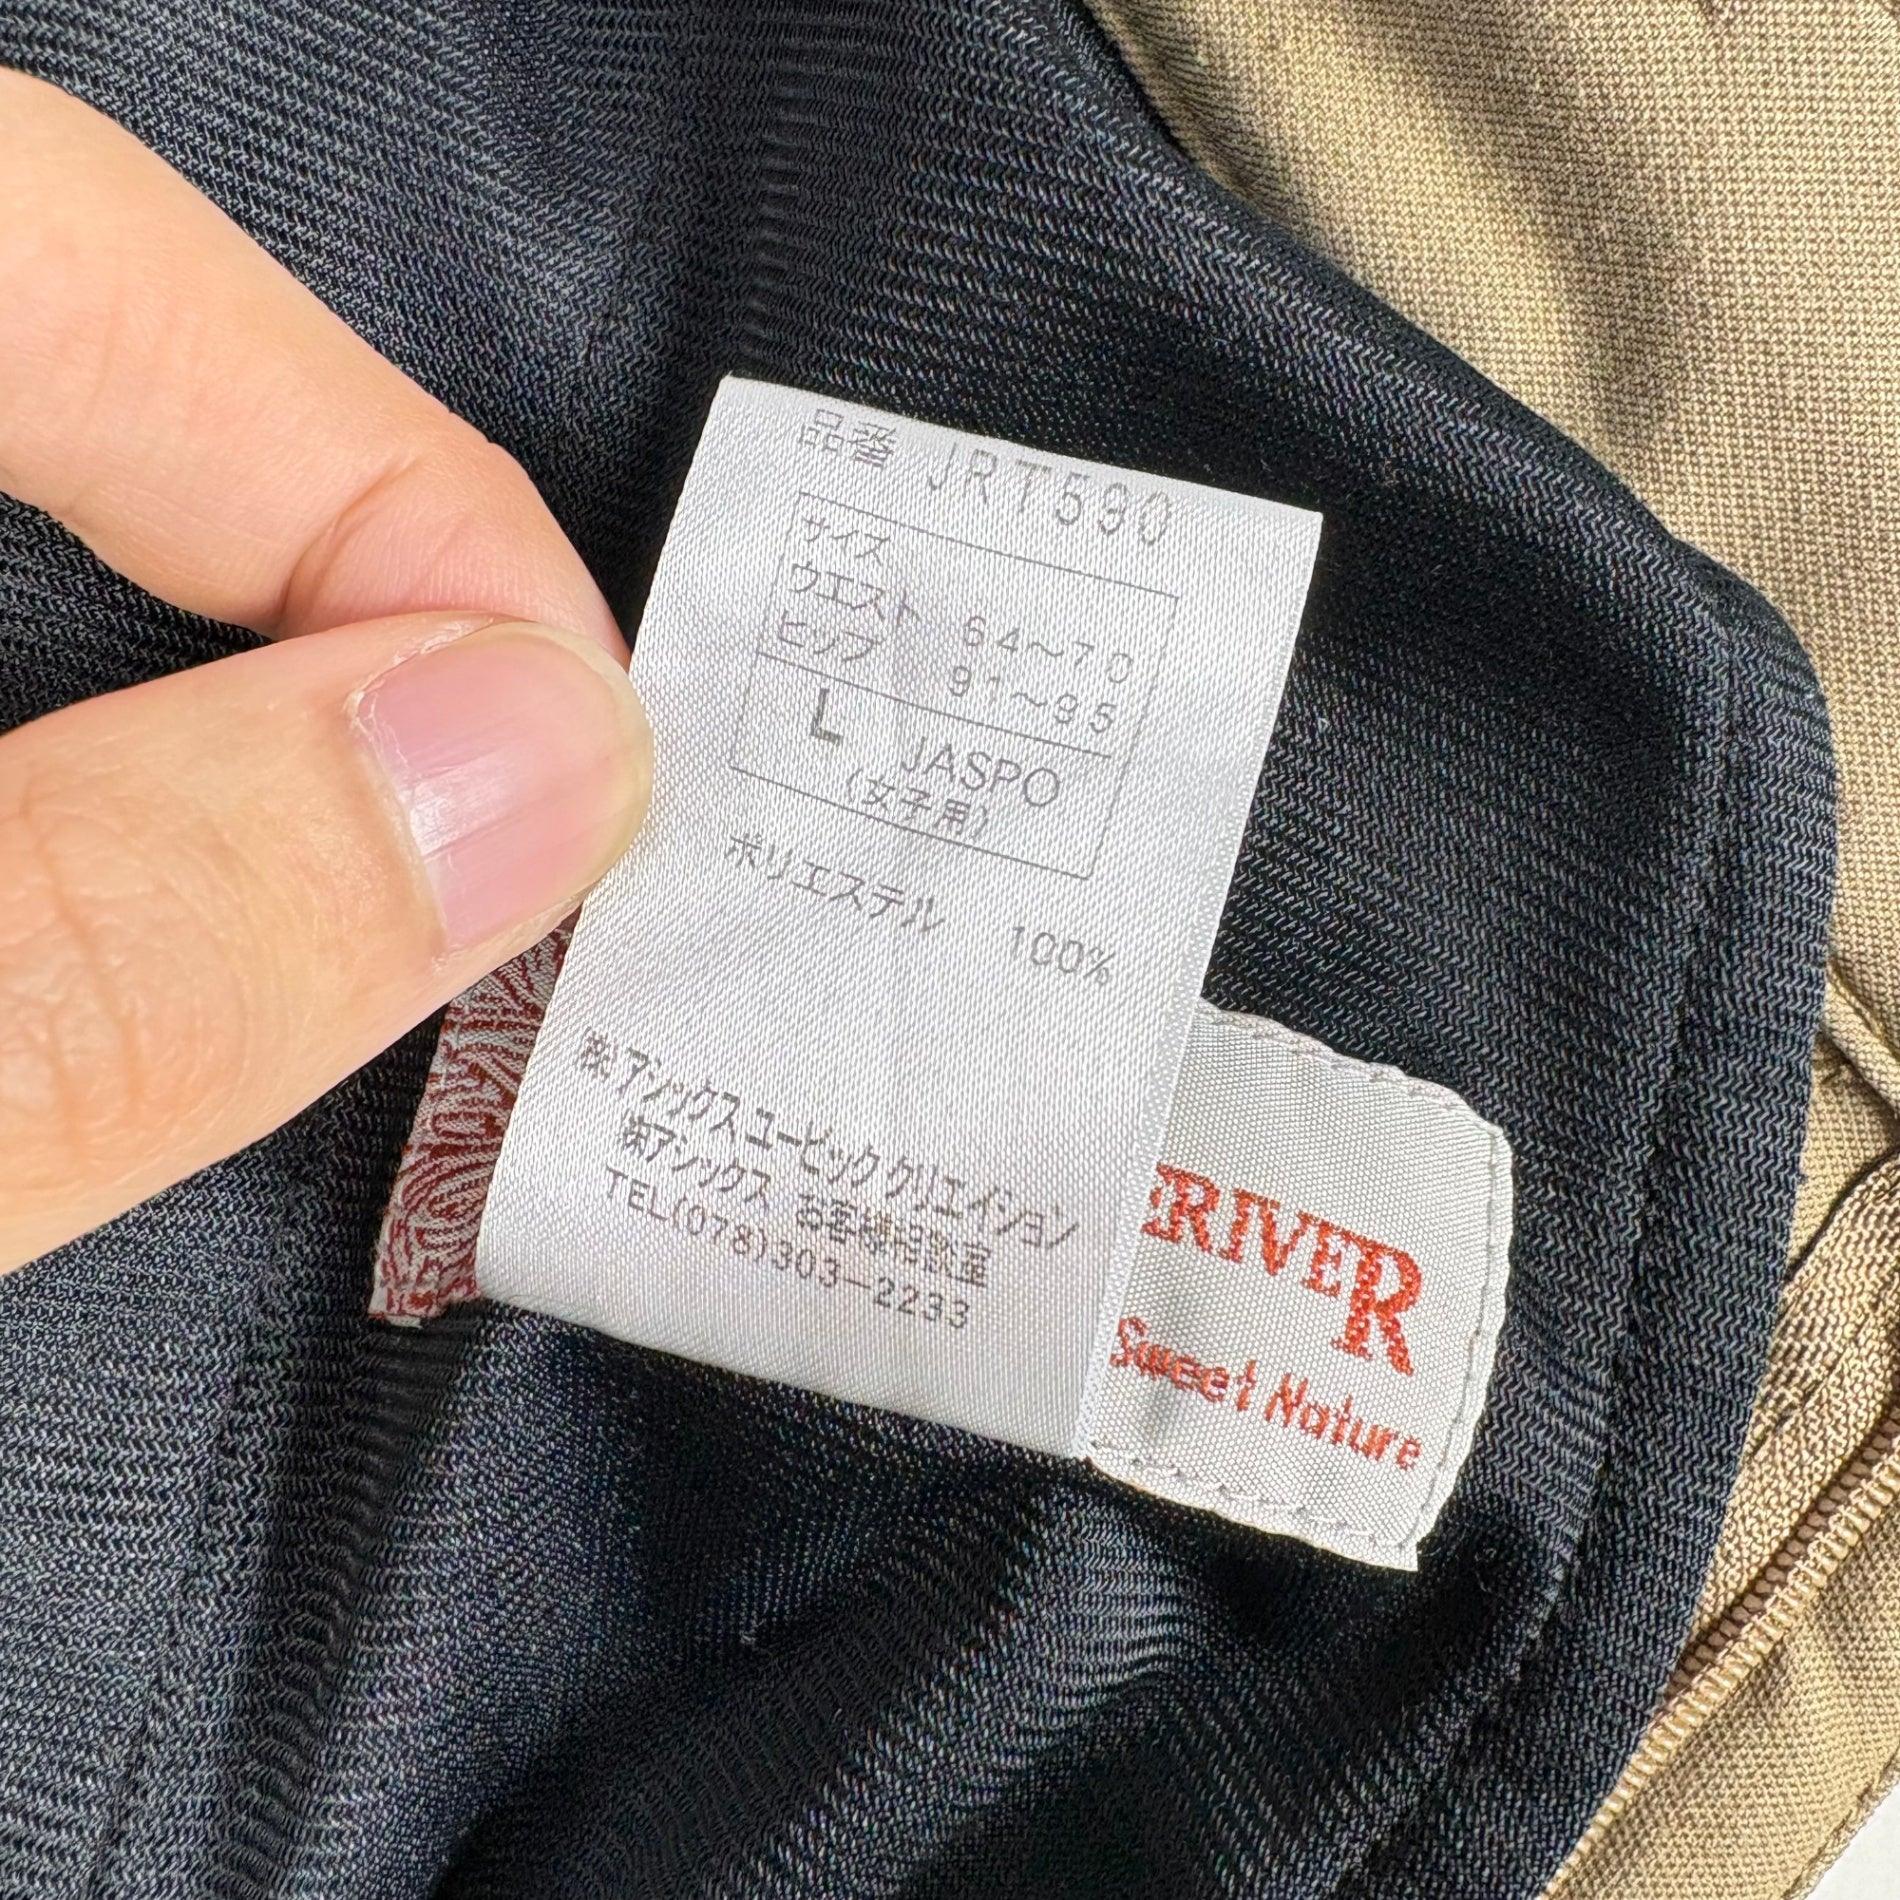 品番 JRT590
サイズ
ウエスト 64～70
ヒップ 91～95
L JASPO
(女子用)
ポリエステル 100%
㈱アシックスユーピッククリエイション
㈱アシックス お客様相談室
TEL(078)303－2233
RIVER
Sweet Nature